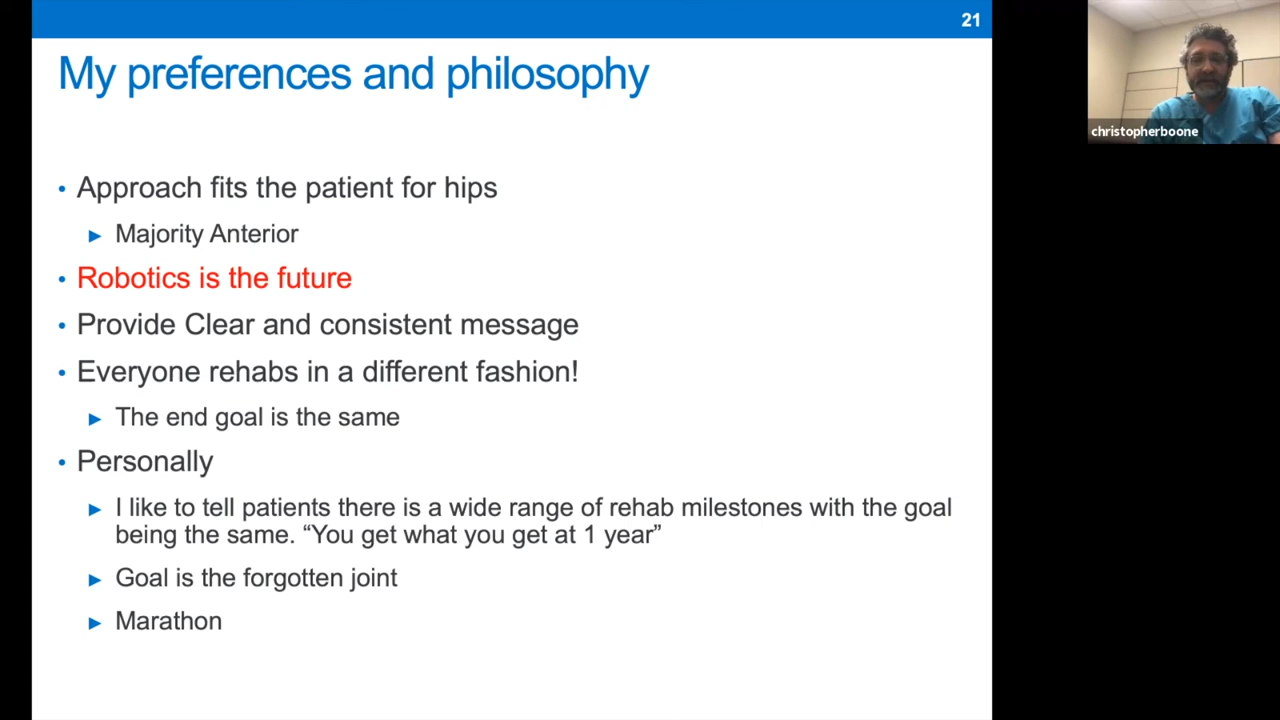 21
My preferences and philosophy
• Approach fits the patient for hips
► Majority Anterior
• Robotics is the future
• Provide Clear and consistent message
• Everyone rehabs in a different fashion!
► The end goal is the same
• Personally
► I like to tell patients there is a wide range of rehab milestones with the goal
being the same. “You get what you get at 1 year”
► Goal is the forgotten joint
► Marathon
christopherboone